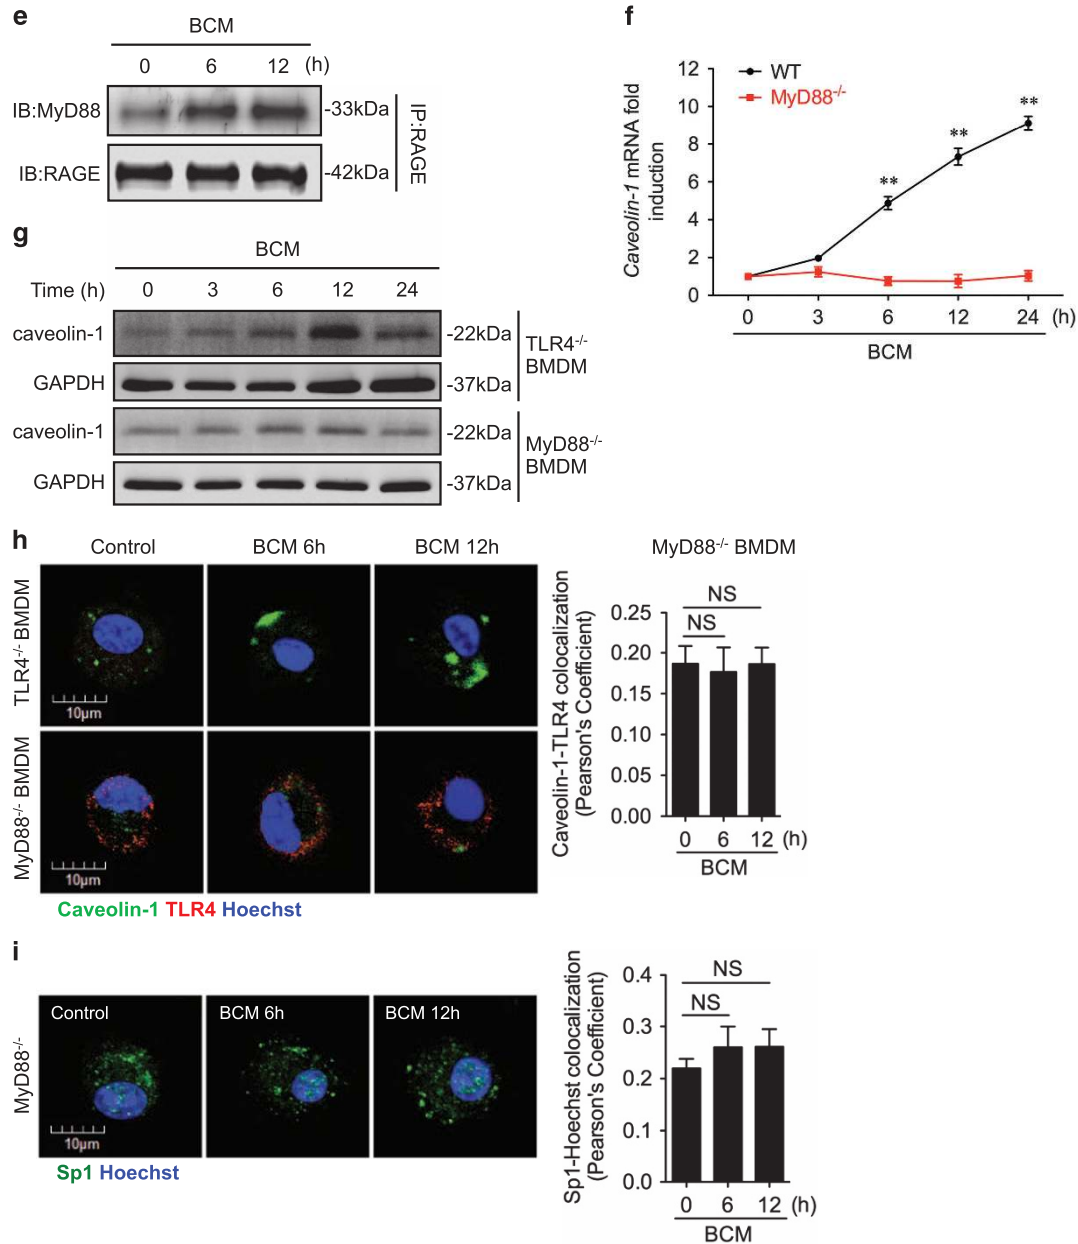 e
BCM
0 6 12 (h)
IB:MyD88
-33kDa
IB:RAGE
-42kDa
IP:RAGE
f
Caveolin-1 mRNA fold
induction
12
10
8
6
4
2
0
WT
MyD88-/-
**
**
**
0 3 6 12 24 (h)
BCM
g
BCM
Time (h) 0 3 6 12 24
caveolin-1
-22kDa
GAPDH
-37kDa
TLR4-/-
BMDM
caveolin-1
-22kDa
GAPDH
-37kDa
MyD88-/-
BMDM
h
Control BCM 6h BCM 12h
TLR4-/- BMDM
10μm
MyD88-/- BMDM
10μm
Caveolin-1 TLR4 Hoechst
MyD88-/- BMDM
Caveolin-1-TLR4 colocalization
(Pearson's Coefficient)
0.25
0.20
0.15
0.10
0.05
0.00
NS
NS
0 6 12 (h)
BCM
i
MyD88-/-
Control BCM 6h BCM 12h
10μm
Sp1 Hoechst
Sp1-Hoechst colocalization
(Pearson's Coefficient)
0.4
0.3
0.2
0.1
0.0
NS
NS
0 6 12 (h)
BCM